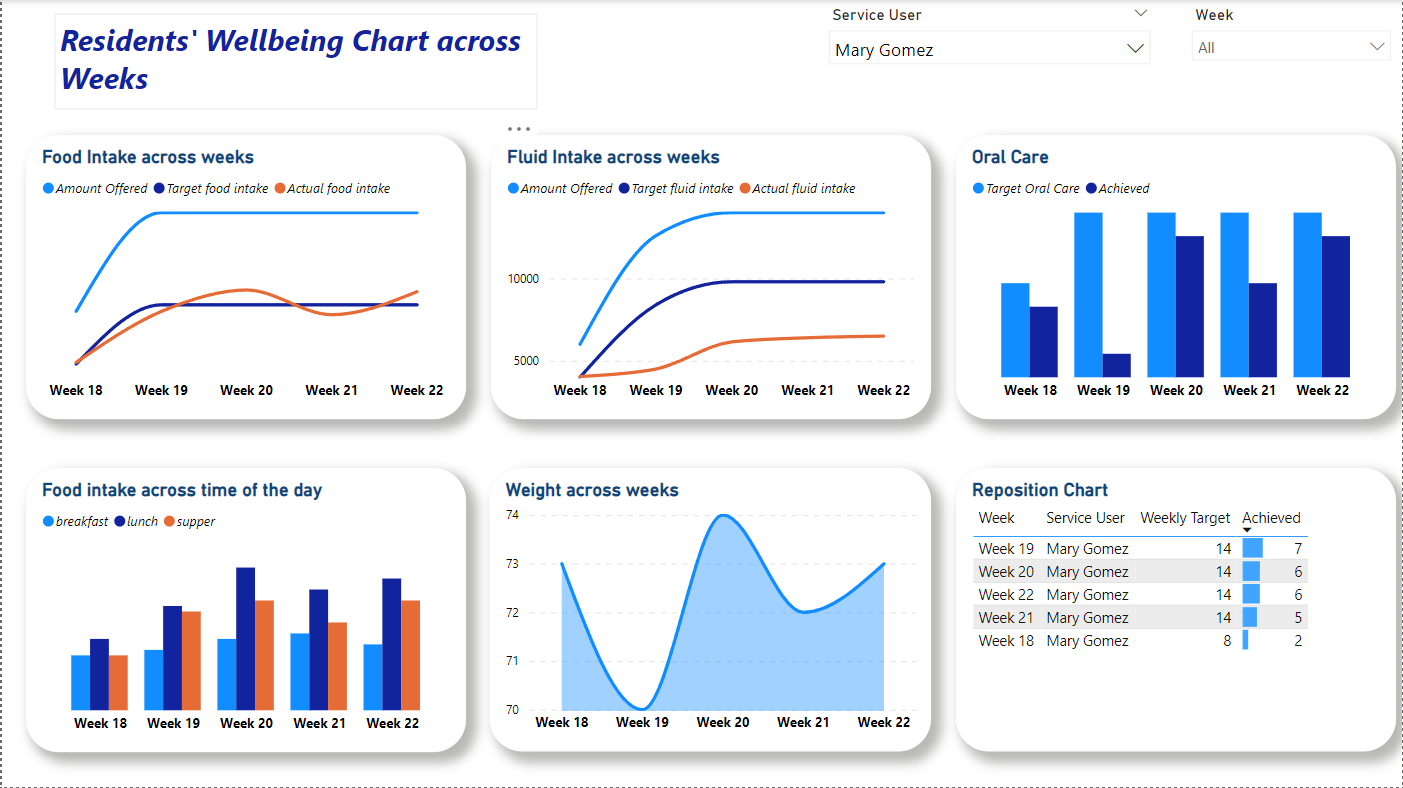 Residents' Wellbeing Chart across
Weeks
Service User
Mary Gomez
Week
All
Food Intake across weeks
Amount Offered Target food intake Actual food intake
Week 18 Week 19 Week 20 Week 21 Week 22
Fluid Intake across weeks
Amount Offered Target fluid intake Actual fluid intake
10000
5000
Week 18 Week 19 Week 20 Week 21 Week 22
Oral Care
Target Oral Care Achieved
Week 18 Week 19 Week 20 Week 21 Week 22
Food intake across time of the day
breakfast lunch supper
Week 18 Week 19 Week 20 Week 21 Week 22
Weight across weeks
74
73
72
71
70
Week 18 Week 19 Week 20 Week 21 Week 22
Reposition Chart
Week Service User Weekly Target Achieved
Week 19 Mary Gomez 14 7
Week 20 Mary Gomez 14 6
Week 22 Mary Gomez 14 6
Week 21 Mary Gomez 14 5
Week 18 Mary Gomez 8 2